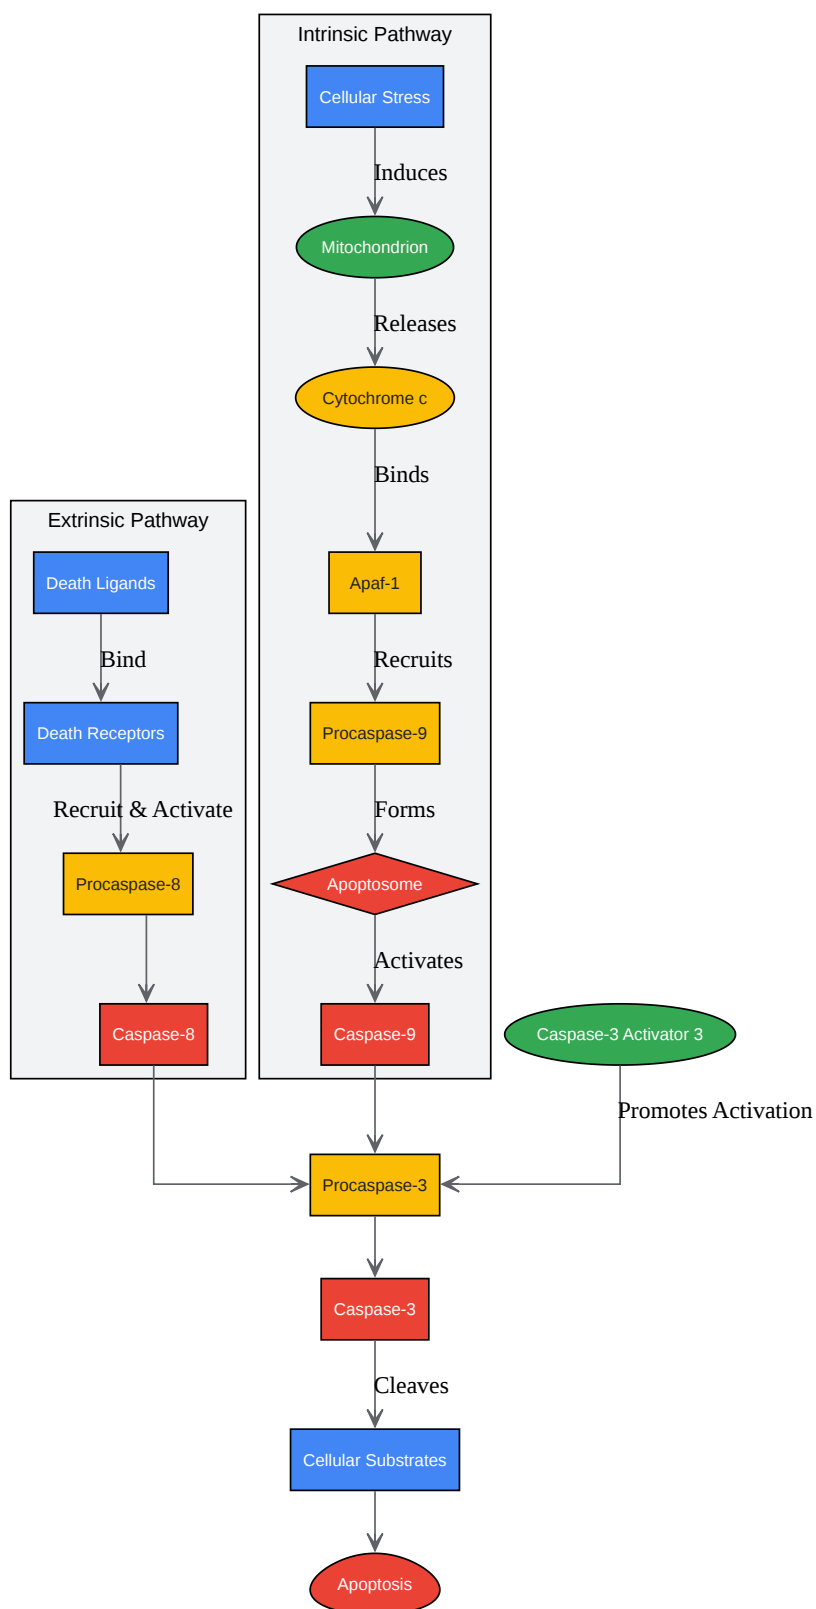 Intrinsic Pathway
Cellular Stress
Induces
Mitochondrion
Releases
Cytochrome c
Binds
Apaf-1
Recruits
Procaspase-9
Forms
Apoptosome
Activates
Caspase-9
Extrinsic Pathway
Death Ligands
Bind
Death Receptors
Recruit & Activate
Procaspase-8
Caspase-8
Caspase-3 Activator 3
Promotes Activation
Procaspase-3
Caspase-3
Cleaves
Cellular Substrates
Apoptosis